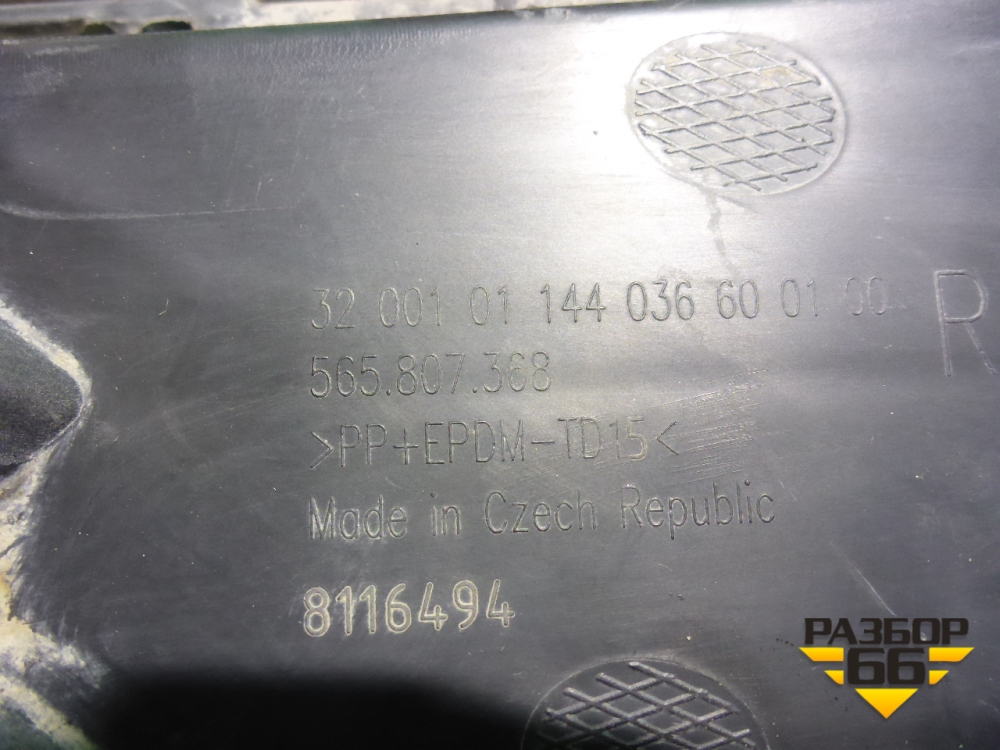 32 001 01 144 036 60 01 00
R
565.807.368
>PP+EPDM-TD15<
Made in Czech Republic
8116494
РАЗБОР
66